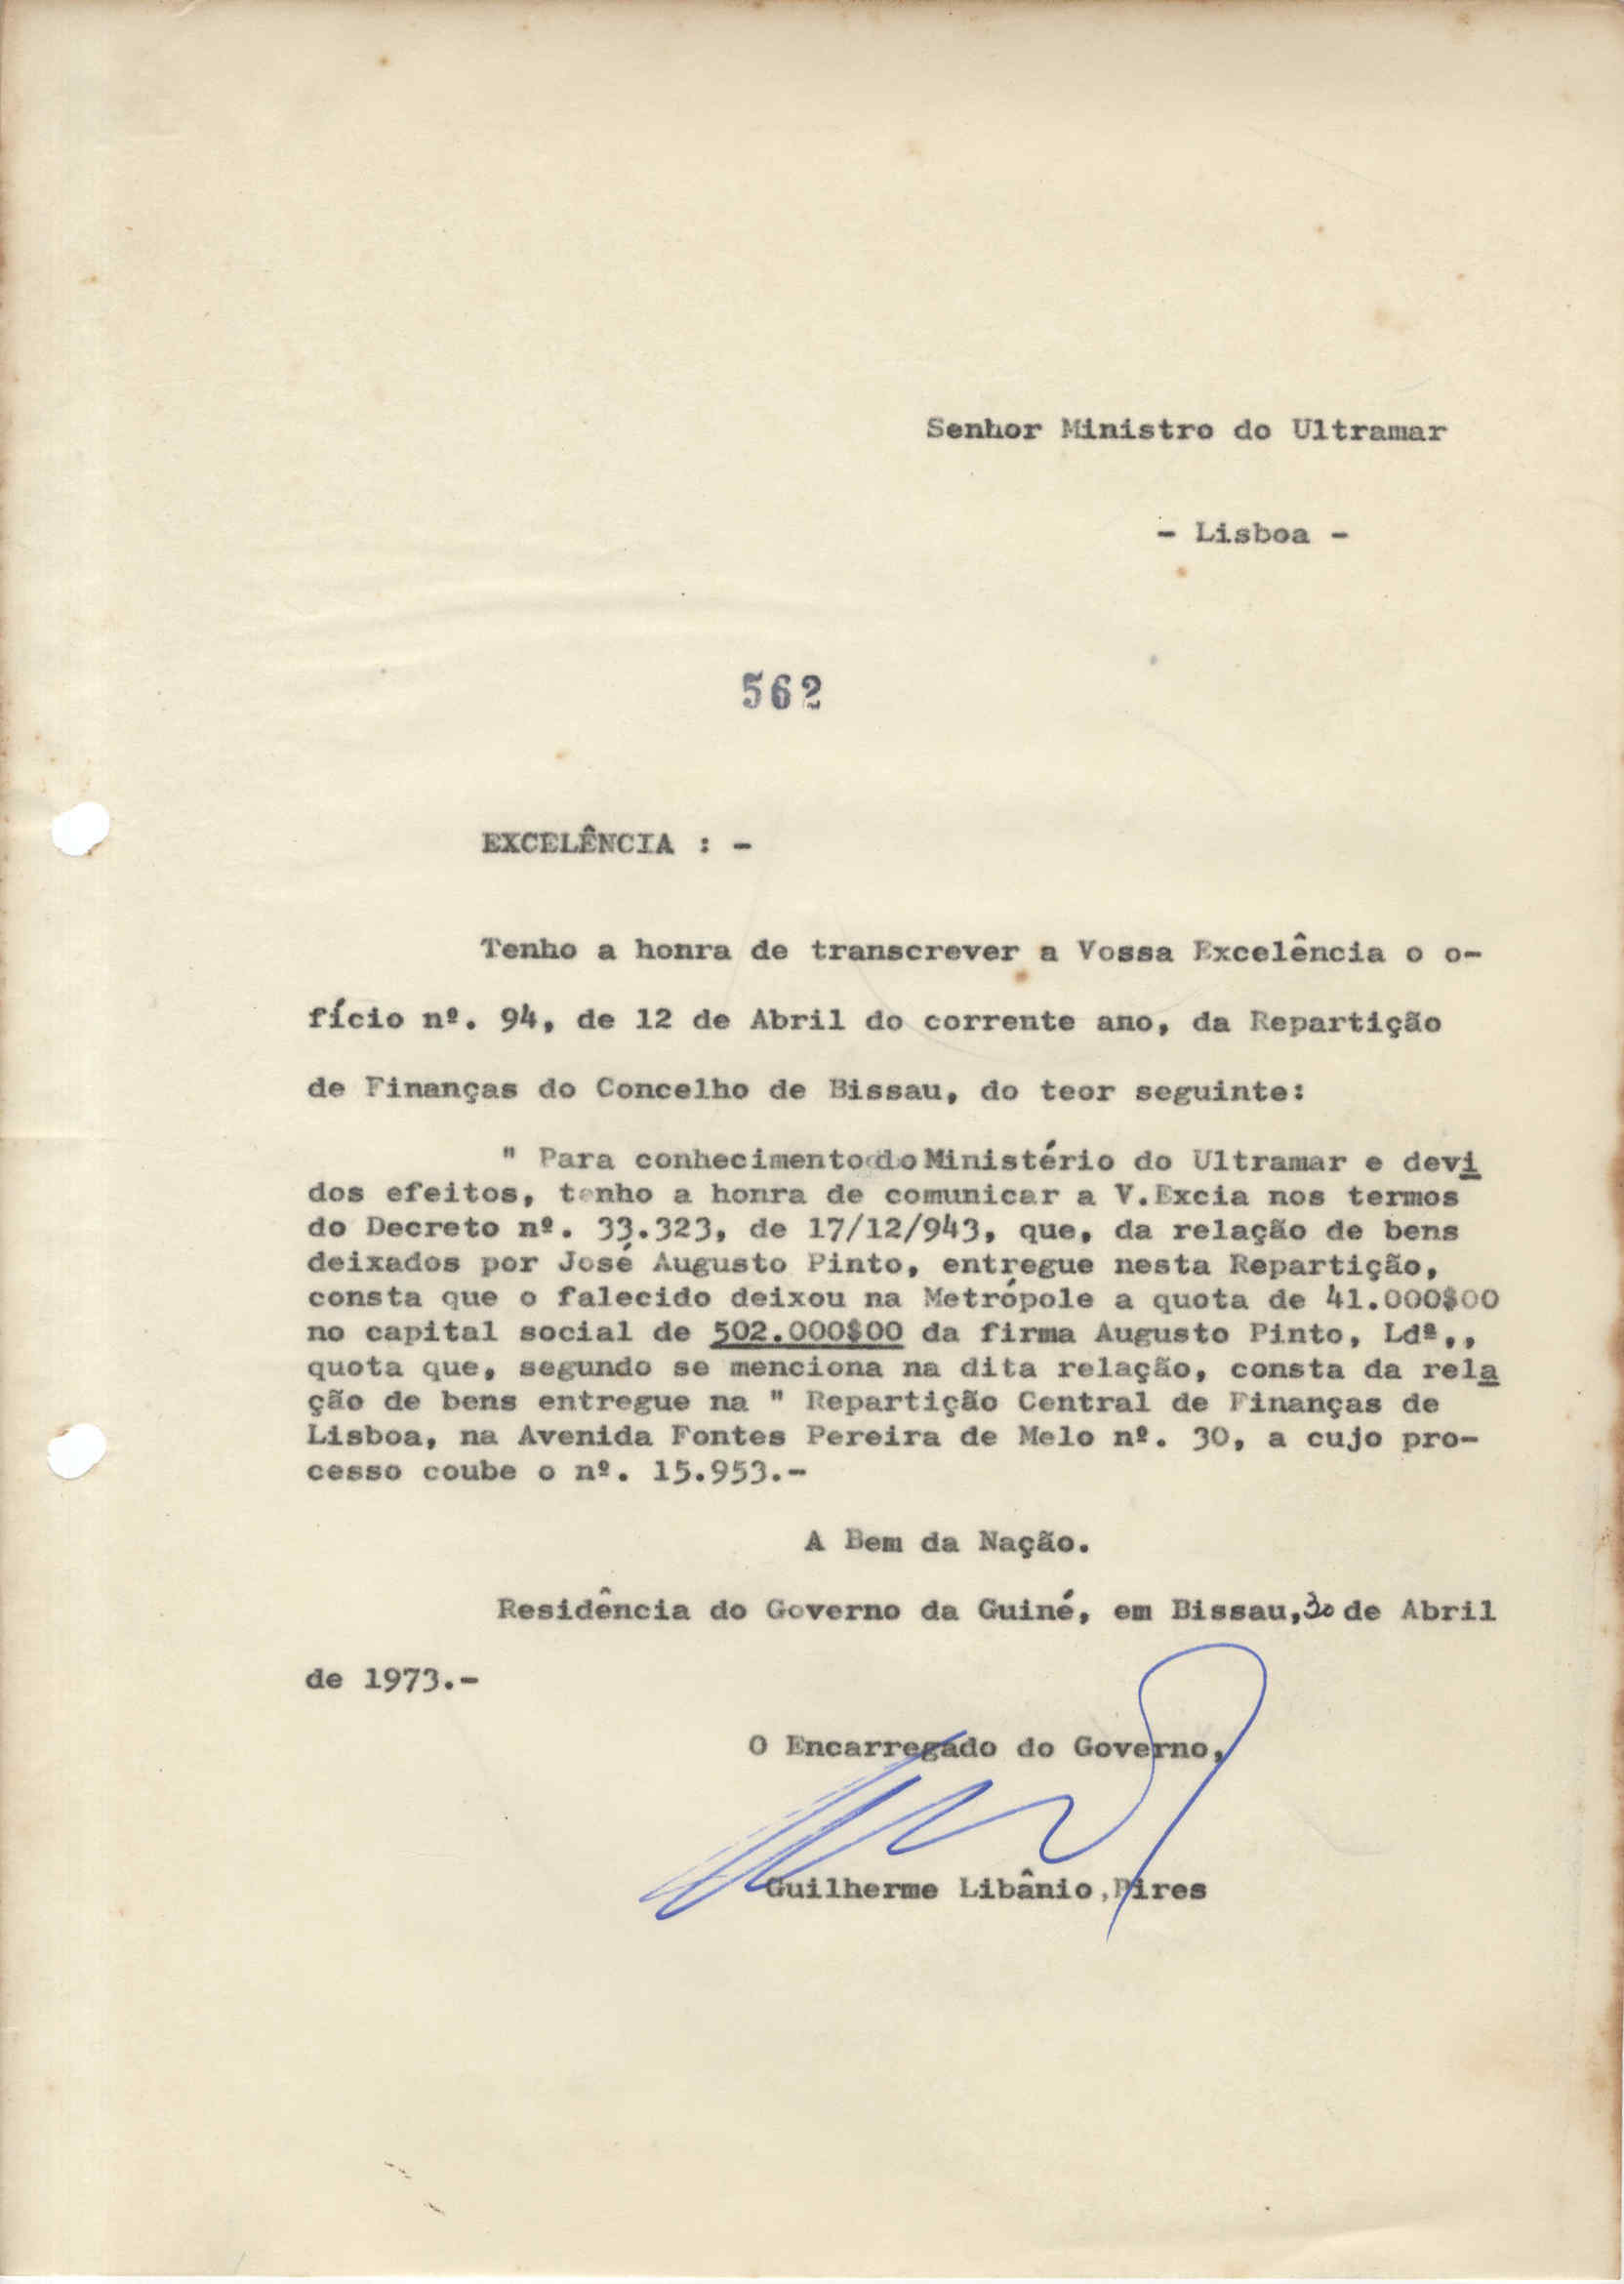 Senhor Ministro do Ultramar
- Lisboa -
562
EXCELÊNCIA : -
Tenho a honra de transcrever a Vossa Excelência o o-
fício nº. 94, de 12 de Abril do corrente ano, da Repartição
de Finanças do Concelho de Bissau, do teor seguinte:
" Para conhecimento do Ministério do Ultramar e devi
dos efeitos, tenho a honra de comunicar a V.Excia nos termos
do Decreto nº. 33.323, de 17/12/943, que, da relação de bens
deixados por José Augusto Pinto, entregue nesta Repartição,
consta que o falecido deixou na Metrópole a quota de 41.000$00
no capital social de 502.000$00 da firma Augusto Pinto, Ldª.,
quota que, segundo se menciona na dita relação, consta da rela
ção de bens entregue na " Repartição Central de Finanças de
Lisboa, na Avenida Fontes Pereira de Melo nº. 30, a cujo pro-
cesso coube o nº. 15.953.-
A Bem da Nação.
Residência do Governo da Guiné, em Bissau,30 de Abril
de 1973.-
O Encarregado do Governo,
Guilherme Libânio,Pires